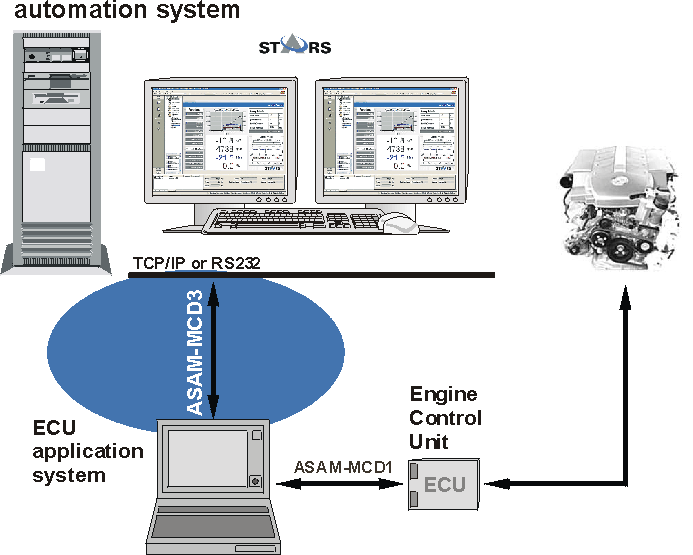 automation system
STARS
TCP/IP or RS232
ASAM-MCD3
ECU
application
system
Engine
Control
Unit
ASAM-MCD1
ECU